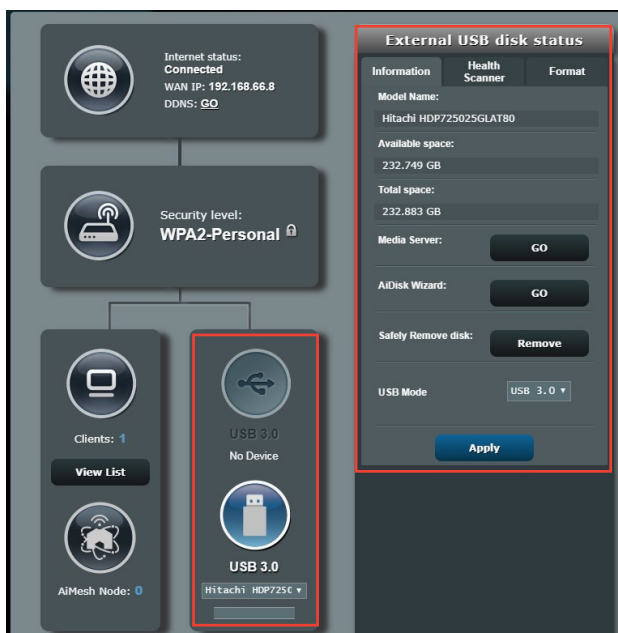 Internet status:
Connected
WAN IP: 192.168.66.8
DDNS: GO
Security level:
WPA2-Personal
Clients: 1
View List
AiMesh Node: 0
USB 3.0
No Device
USB 3.0
Hitachi HDP725C
External USB disk status
Information
Health
Scanner
Format
Model Name:
Hitachi HDP725025GLAT80
Available space:
232.749 GB
Total space:
232.883 GB
Media Server:
GO
AiDisk Wizard:
GO
Safely Remove disk:
Remove
USB Mode
USB 3.0
Apply